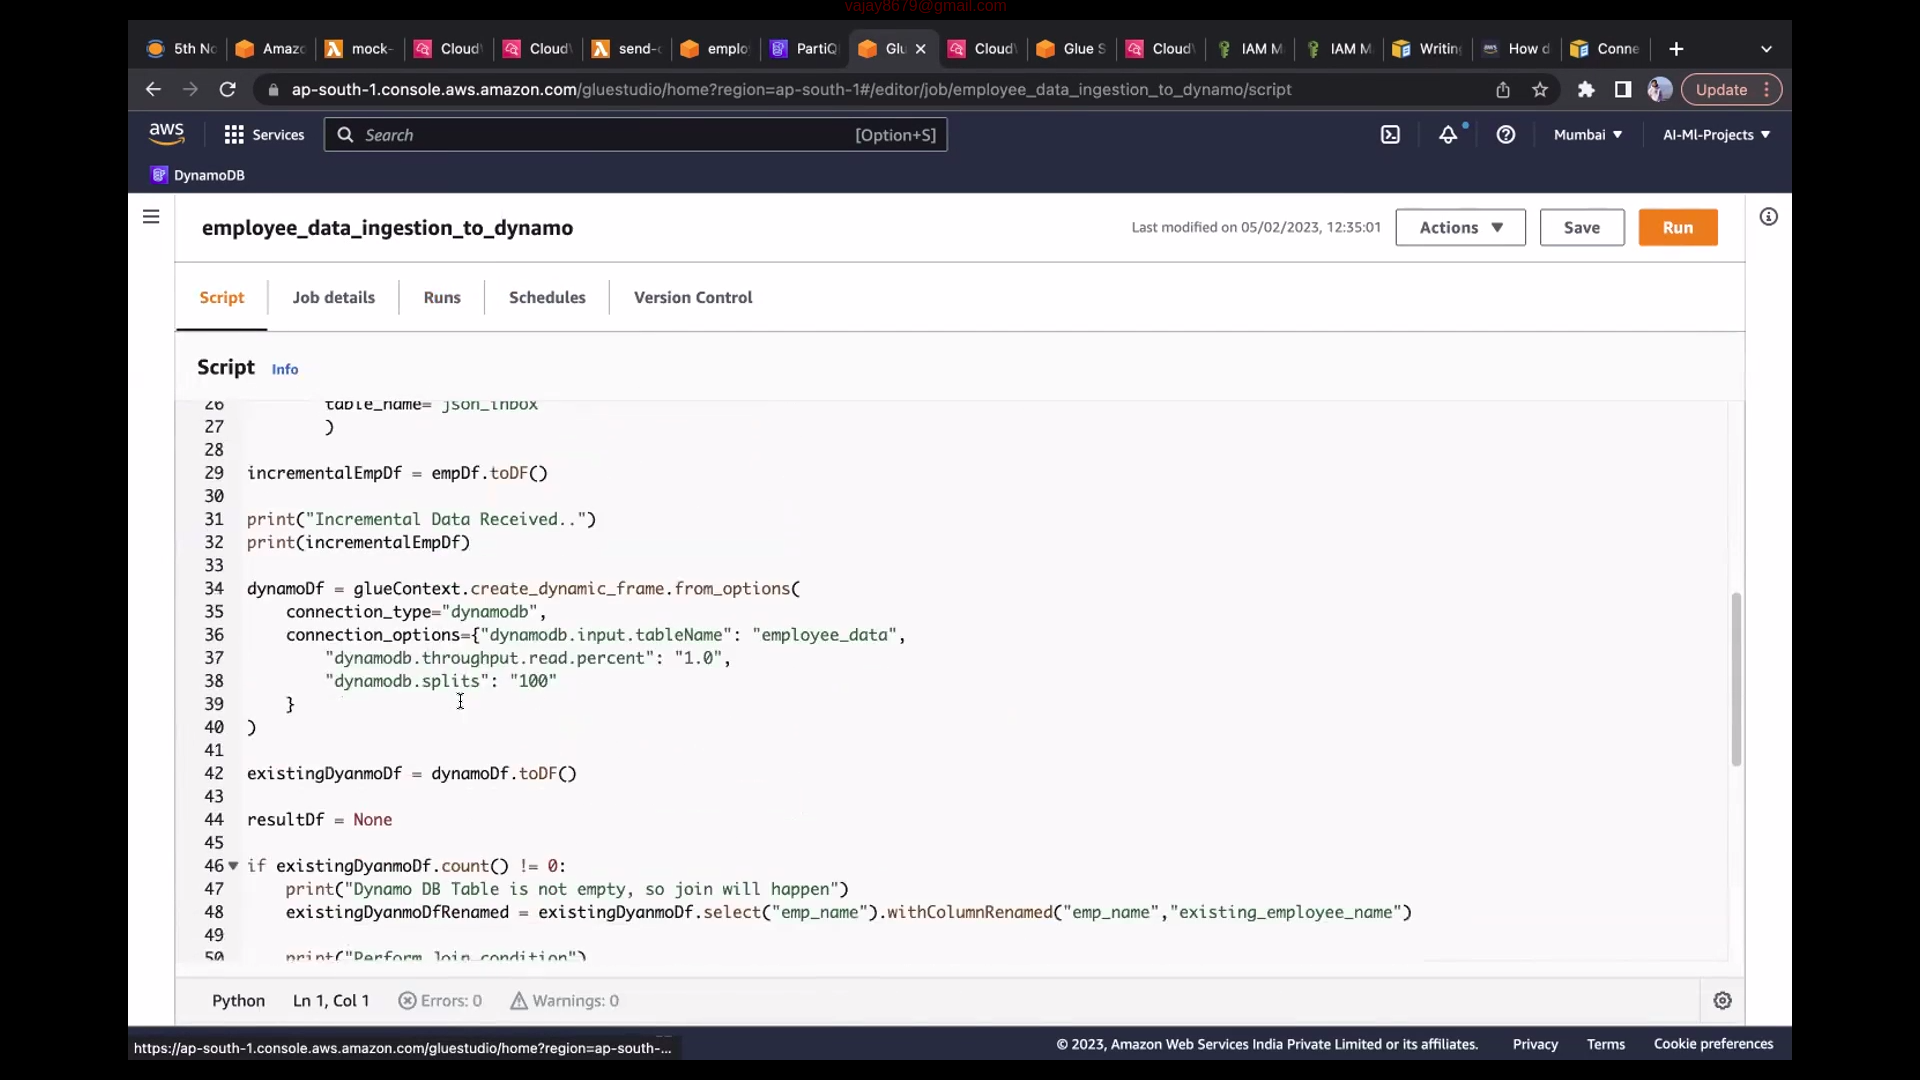 vajay8679@gmail.com
5th No
Amazo
mock-
Cloud
Cloud
send-c
emplo
PartiQ
Glu
Cloud
Glue S
Cloud
IAM M
IAM M
Writin
How d
Conne
ap-south-1.console.aws.amazon.com/gluestudio/home?region=ap-south-1#/editor/job/employee_data_ingestion_to_dynamo/script
Update
aws
Services
Search
[Option+S]
Mumbai
AI-Ml-Projects
DynamoDB
employee_data_ingestion_to_dynamo
Last modified on 05/02/2023, 12:35:01
Actions
Save
Run
Script
Job details
Runs
Schedules
Version Control
Script Info
26 table_name= json_inbox
27 )
28
29 incrementalEmpDf = empDf.toDF()
30
31 print("Incremental Data Received..")
32 print(incrementalEmpDf)
33
34 dynamoDf = glueContext.create_dynamic_frame.from_options(
35 connection_type="dynamodb",
36 connection_options={"dynamodb.input.tableName": "employee_data",
37 "dynamodb.throughput.read.percent": "1.0",
38 "dynamodb.splits": "100"
39 }
40 )
41
42 existingDyanmoDf = dynamoDf.toDF()
43
44 resultDf = None
45
46 if existingDyanmoDf.count() != 0:
47 print("Dynamo DB Table is not empty, so join will happen")
48 existingDyanmoDfRenamed = existingDyanmoDf.select("emp_name").withColumnRenamed("emp_name","existing_employee_name")
49
50 print("Perform Join condition")
Python Ln 1, Col 1 Errors: 0 Warnings: 0
https://ap-south-1.console.aws.amazon.com/gluestudio/home?region=ap-south-...
© 2023, Amazon Web Services India Private Limited or its affiliates. Privacy Terms Cookie preferences